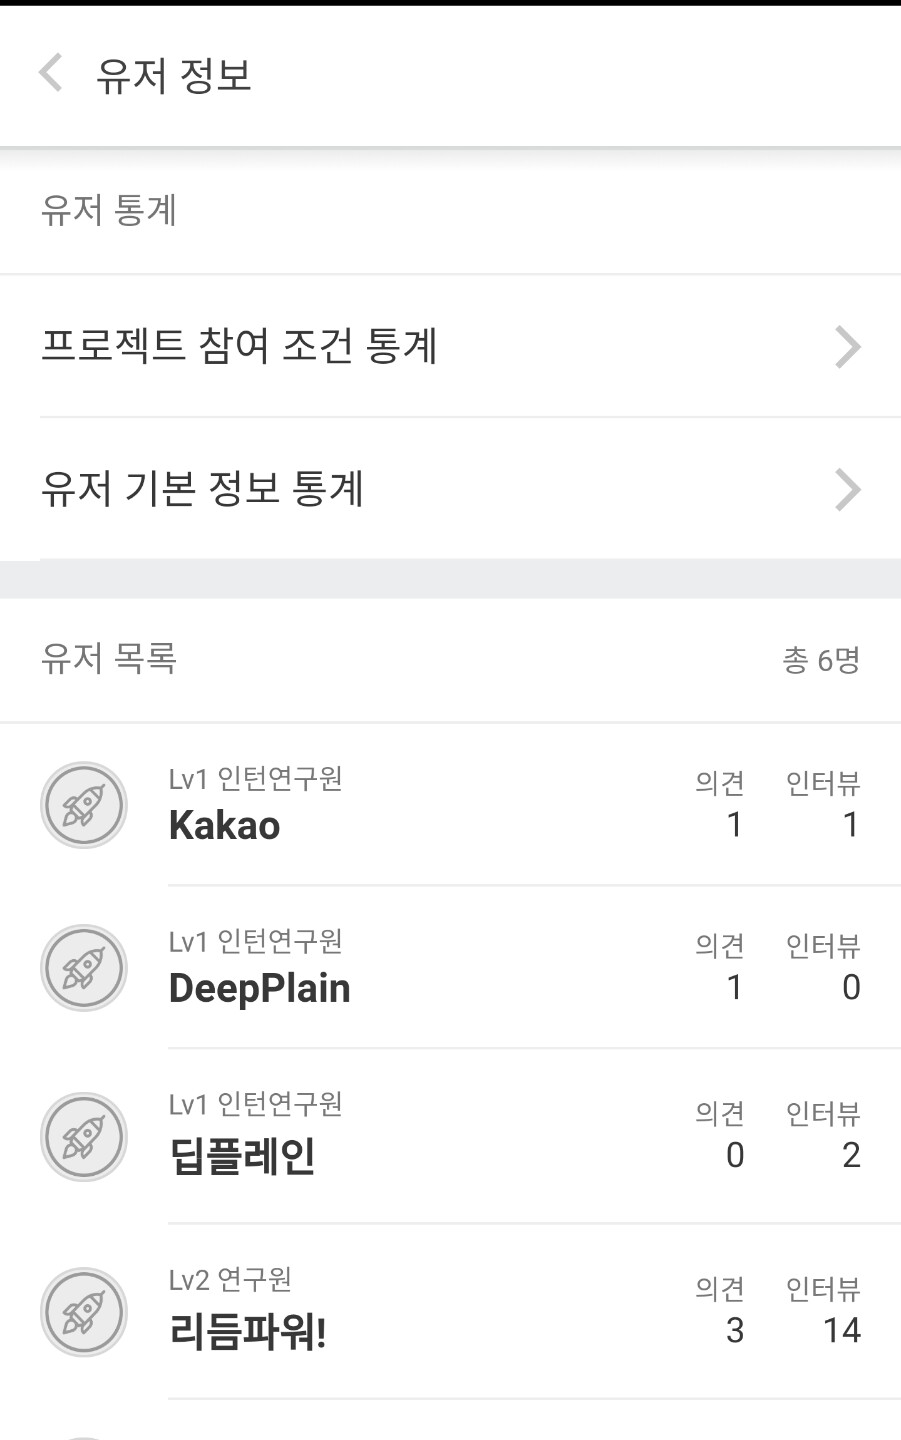 유저 정보
유저 통계
프로젝트 참여 조건 통계
유저 기본 정보 통계
유저 목록 총 6명
Lv1 인턴연구원 의견 인터뷰
Kakao 1 1
Lv1 인턴연구원 의견 인터뷰
DeepPlain 1 0
Lv1 인턴연구원 의견 인터뷰
딥플레인 0 2
Lv2 연구원 의견 인터뷰
리듬파워! 3 14